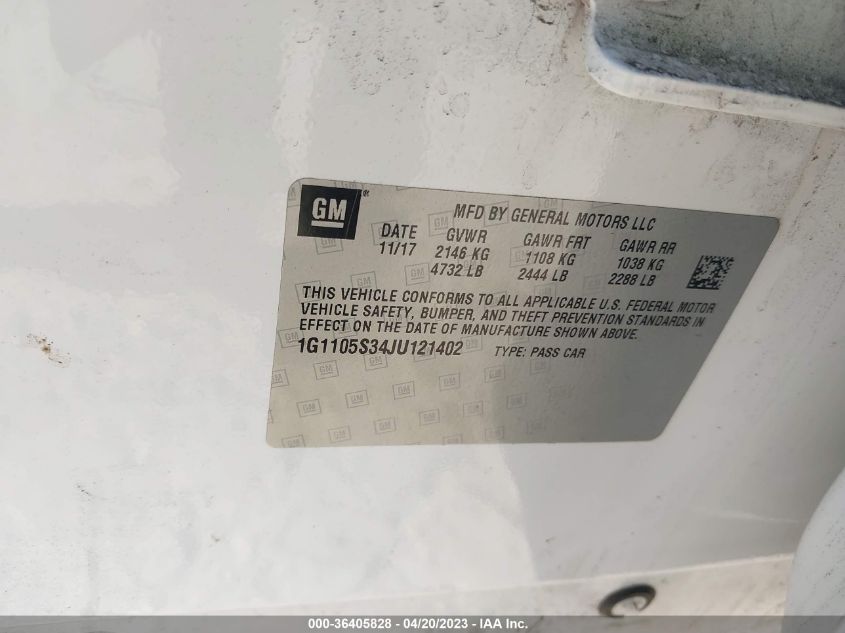 GM
MFD BY GENERAL MOTORS LLC
DATE GVWR GAWR FRT GAWR RR
11/17 2146 KG 1108 KG 1038 KG
4732 LB 2444 LB 2288 LB
THIS VEHICLE CONFORMS TO ALL APPLICABLE U.S. FEDERAL MOTOR
VEHICLE SAFETY, BUMPER, AND THEFT PREVENTION STANDARDS IN
EFFECT ON THE DATE OF MANUFACTURE SHOWN ABOVE.
1G1105S34JU121402 TYPE: PASS CAR
000-36405828 - 04/20/2023 - IAA Inc.